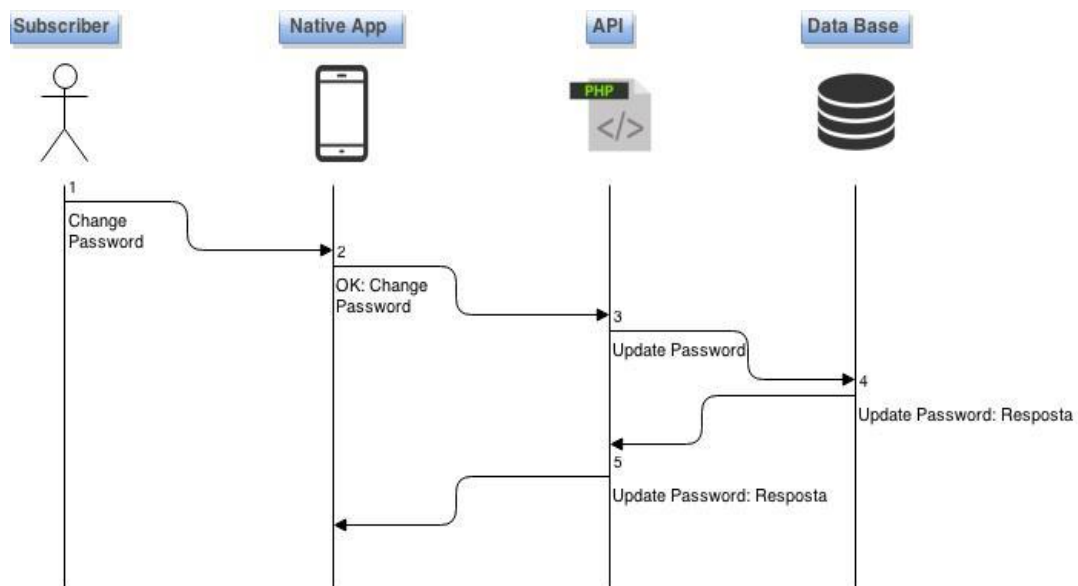 Subscriber
Native App
API
Data Base
PHP
</>
1
Change
Password
2
OK: Change
Password
3
Update Password
4
Update Password: Resposta
5
Update Password: Resposta